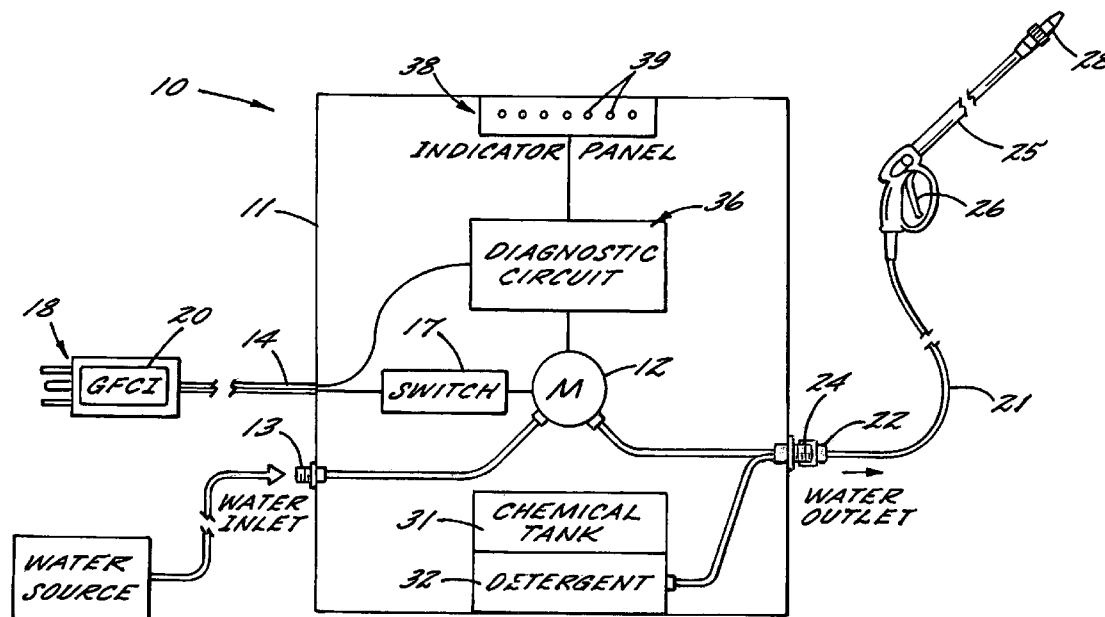 10
38
39
28
INDICATOR PANEL
25
11
36
26
DIAGNOSTIC
CIRCUIT
18
20
17
14
12
GFCI
SWITCH
M
21
13
24
22
WATER
INLET
WATER
OUTLET
31
CHEMICAL
TANK
32
DETERGENT
WATER
SOURCE